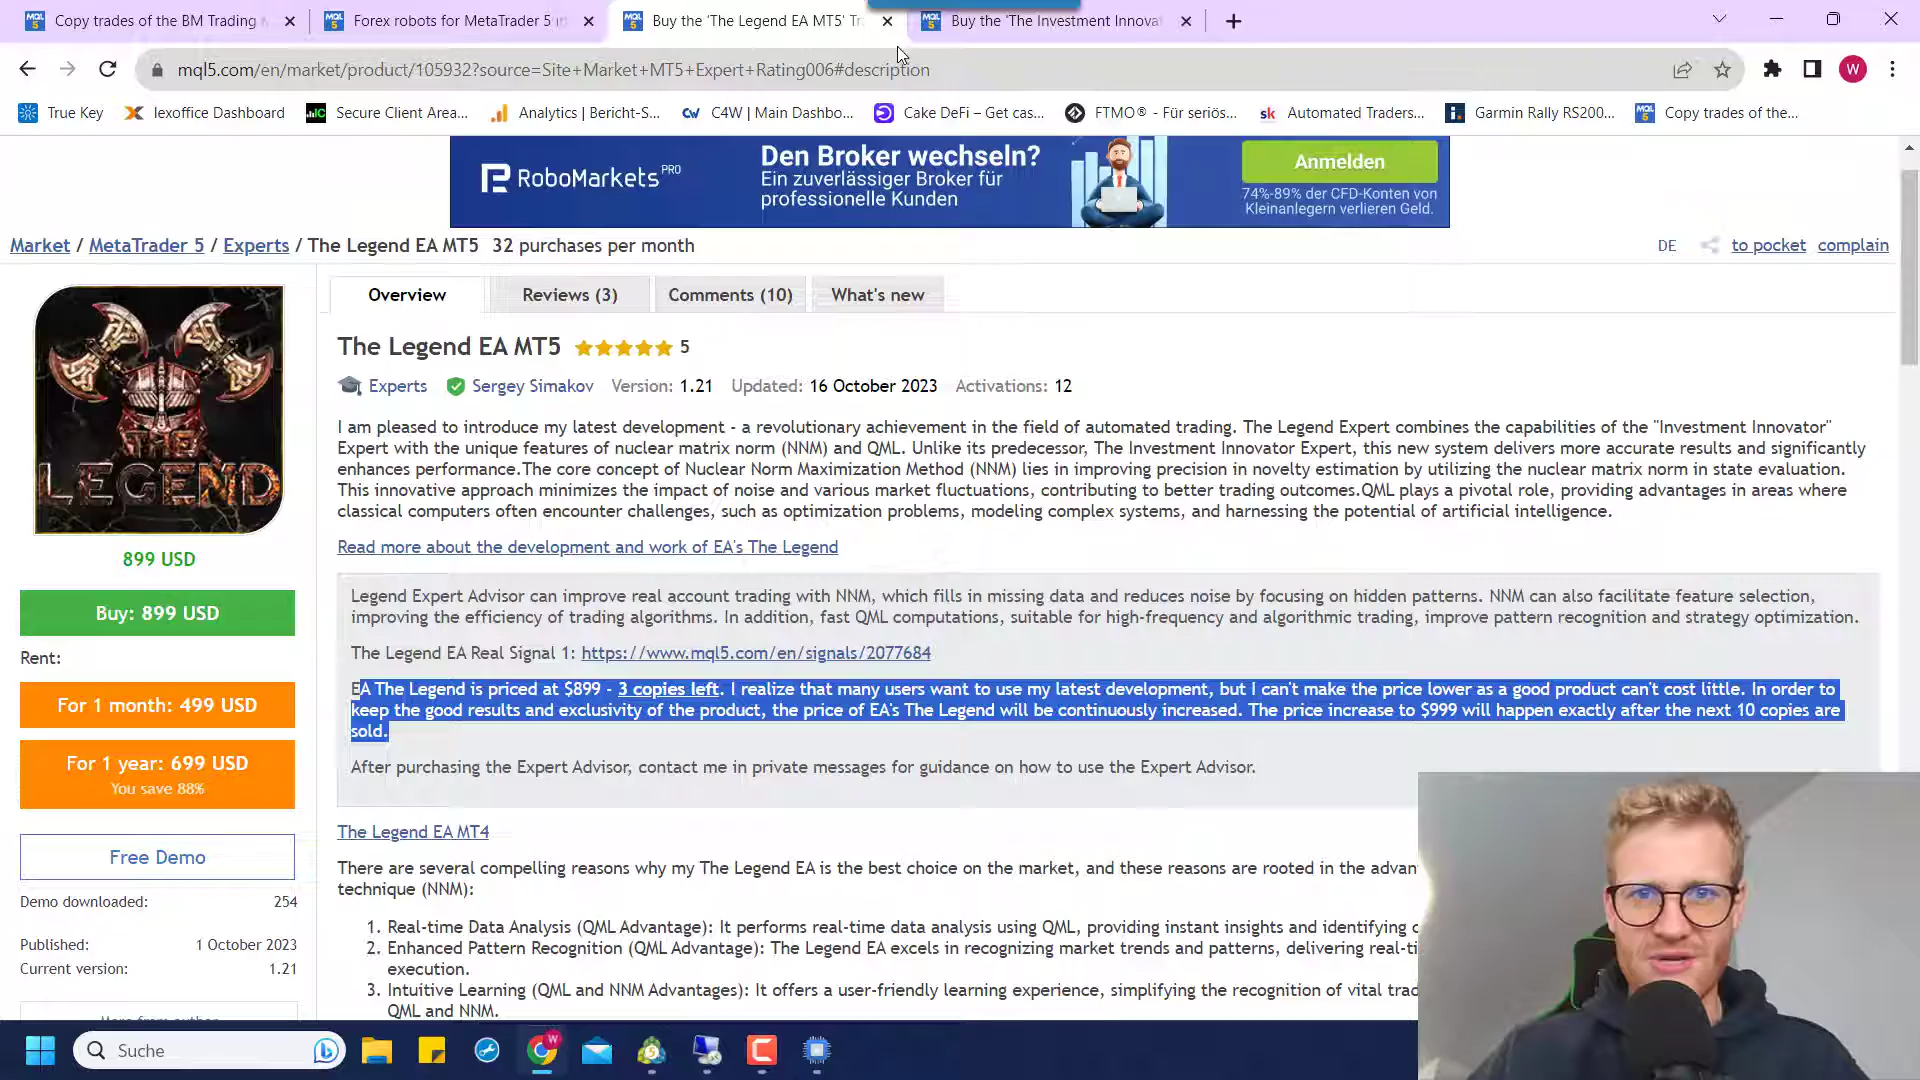 Copy trades of the BM Trading
Forex robots for MetaTrader 5
Buy the 'The Legend EA MT5' Tr
Buy the 'The Investment Innova
mql5.com/en/market/product/105932?source=Site+Market+MT5+Expert+Rating006#description
W
True Key
lexoffice Dashboard
Secure Client Area...
Analytics | Bericht-S...
C4W | Main Dashbo...
Cake DeFi – Get cas...
FTMO® - Für seriös...
Automated Traders...
Garmin Rally RS200...
Copy trades of the...
RoboMarkets PRO
Den Broker wechseln?
Ein zuverlässiger Broker für
professionelle Kunden
Anmelden
74%-89% der CFD-Konten von
Kleinanlegern verlieren Geld.
Market / MetaTrader 5 / Experts / The Legend EA MT5 32 purchases per month
DE to pocket complain
THE
LEGEND
899 USD
Buy: 899 USD
Rent:
For 1 month: 499 USD
For 1 year: 699 USD
You save 88%
Free Demo
Demo downloaded: 254
Published: 1 October 2023
Current version: 1.21
More from author
Overview
Reviews (3)
Comments (10)
What's new
The Legend EA MT5 5
Experts Sergey Simakov Version: 1.21 Updated: 16 October 2023 Activations: 12
I am pleased to introduce my latest development - a revolutionary achievement in the field of automated trading. The Legend Expert combines the capabilities of the "Investment Innovator"
Expert with the unique features of nuclear matrix norm (NNM) and QML. Unlike its predecessor, The Investment Innovator Expert, this new system delivers more accurate results and significantly
enhances performance.The core concept of Nuclear Norm Maximization Method (NNM) lies in improving precision in novelty estimation by utilizing the nuclear matrix norm in state evaluation.
This innovative approach minimizes the impact of noise and various market fluctuations, contributing to better trading outcomes.QML plays a pivotal role, providing advantages in areas where
classical computers often encounter challenges, such as optimization problems, modeling complex systems, and harnessing the potential of artificial intelligence.
Read more about the development and work of EA's The Legend
Legend Expert Advisor can improve real account trading with NNM, which fills in missing data and reduces noise by focusing on hidden patterns. NNM can also facilitate feature selection,
improving the efficiency of trading algorithms. In addition, fast QML computations, suitable for high-frequency and algorithmic trading, improve pattern recognition and strategy optimization.
The Legend EA Real Signal 1: https://www.mql5.com/en/signals/2077684
EA The Legend is priced at $899 - 3 copies left. I realize that many users want to use my latest development, but I can't make the price lower as a good product can't cost little. In order to
keep the good results and exclusivity of the product, the price of EA's The Legend will be continuously increased. The price increase to $999 will happen exactly after the next 10 copies are
sold.
After purchasing the Expert Advisor, contact me in private messages for guidance on how to use the Expert Advisor.
The Legend EA MT4
There are several compelling reasons why my The Legend EA is the best choice on the market, and these reasons are rooted in the advan
technique (NNM):
1. Real-time Data Analysis (QML Advantage): It performs real-time data analysis using QML, providing instant insights and identifying c
2. Enhanced Pattern Recognition (QML Advantage): The Legend EA excels in recognizing market trends and patterns, delivering real-ti
execution.
3. Intuitive Learning (QML and NNM Advantages): It offers a user-friendly learning experience, simplifying the recognition of vital trad
QML and NNM.
Suche